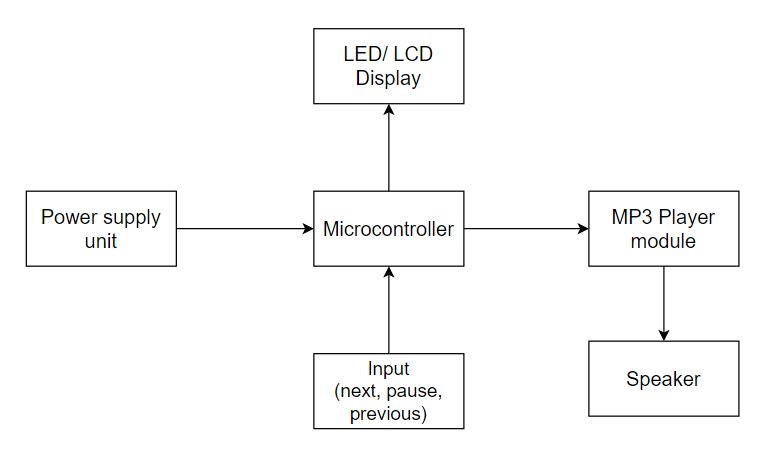 LED/ LCD
Display
Power supply
unit
Microcontroller
MP3 Player
module
Input
(next, pause,
previous)
Speaker